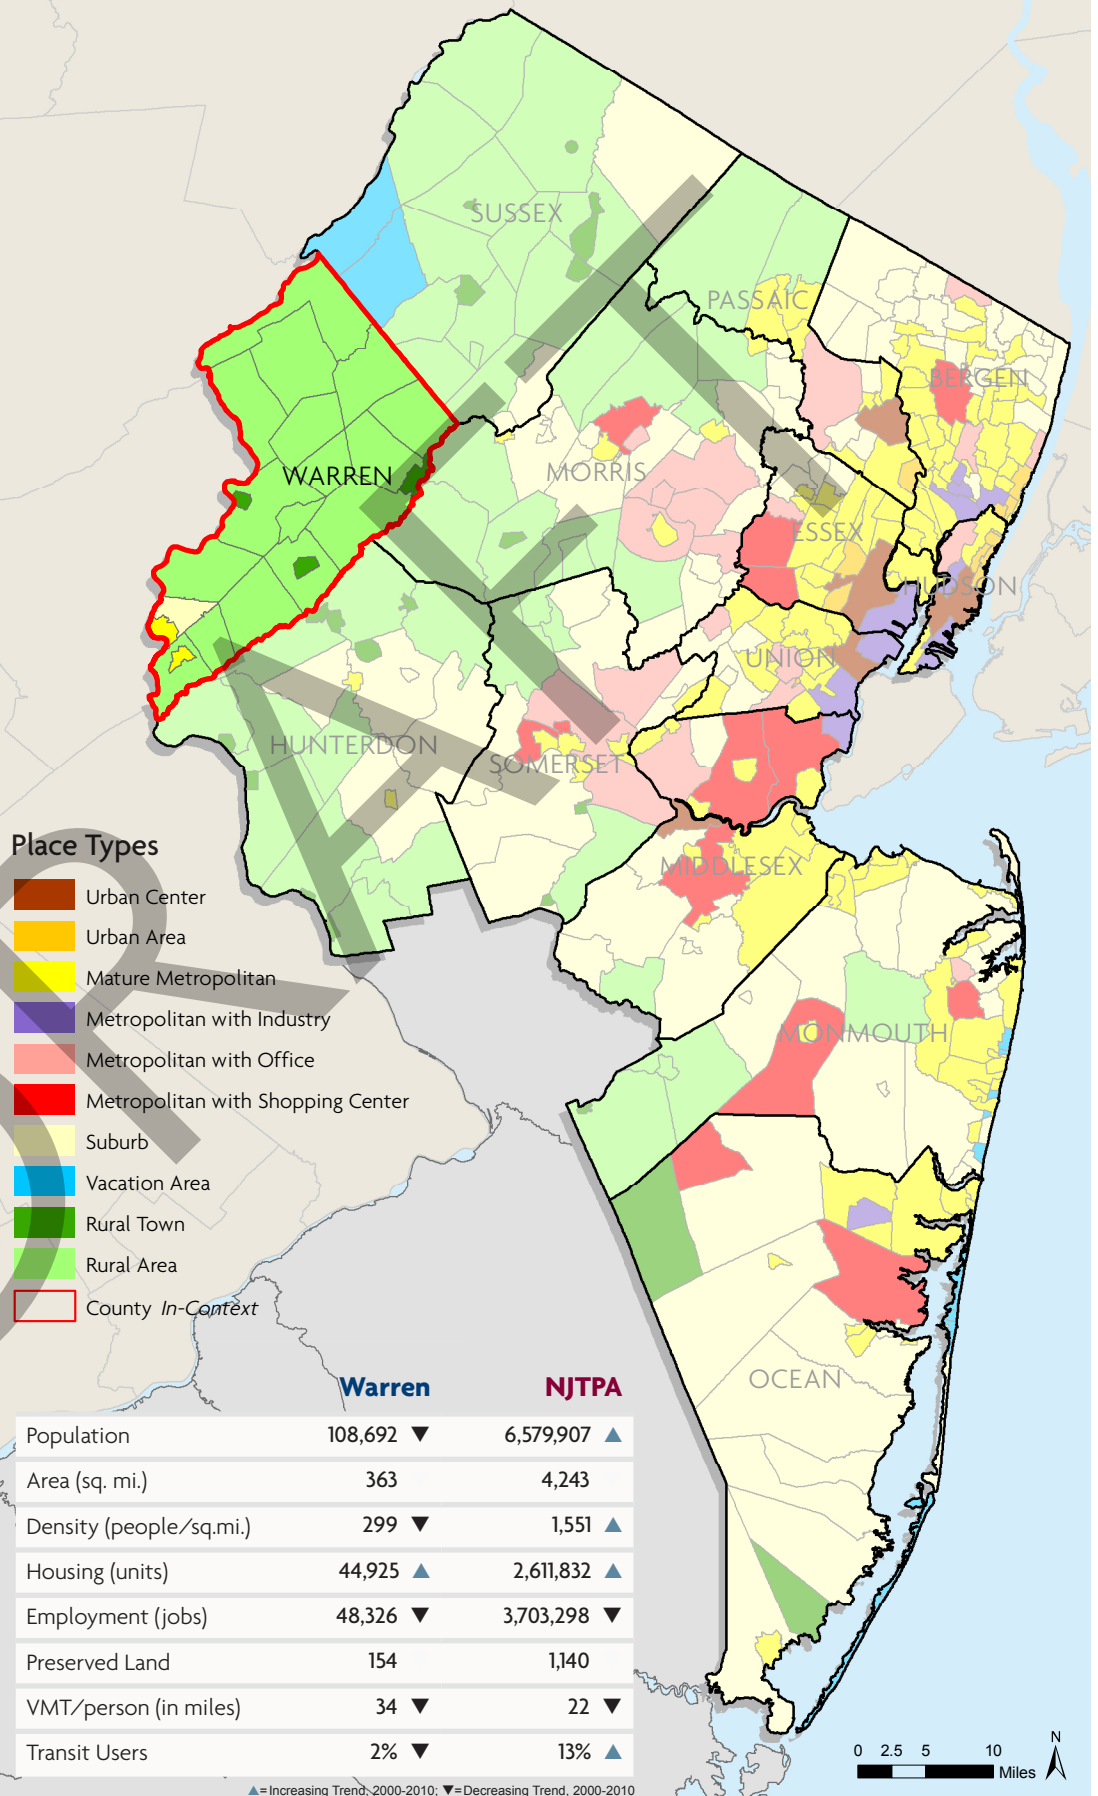 SUSSEX
PASSAIC
BERGEN
WARREN
MORRIS
ESSEX
HUDSON
UNION
HUNTERDON
SOMERSET
MIDDLESEX
MONMOUTH
OCEAN
DRAFT
Place Types
Urban Center
Urban Area
Mature Metropolitan
Metropolitan with Industry
Metropolitan with Office
Metropolitan with Shopping Center
Suburb
Vacation Area
Rural Town
Rural Area
County In-Context
Warren NJTPA
Population 108,692 ▼ 6,579,907 ▲
Area (sq. mi.) 363 4,243
Density (people/sq.mi.) 299 ▼ 1,551 ▲
Housing (units) 44,925 ▲ 2,611,832 ▲
Employment (jobs) 48,326 ▼ 3,703,298 ▼
Preserved Land 154 1,140
VMT/person (in miles) 34 ▼ 22 ▼
Transit Users 2% ▼ 13% ▲
▲= Increasing Trend, 2000-2010; ▼=Decreasing Trend, 2000-2010
0 2.5 5 10
Miles
N